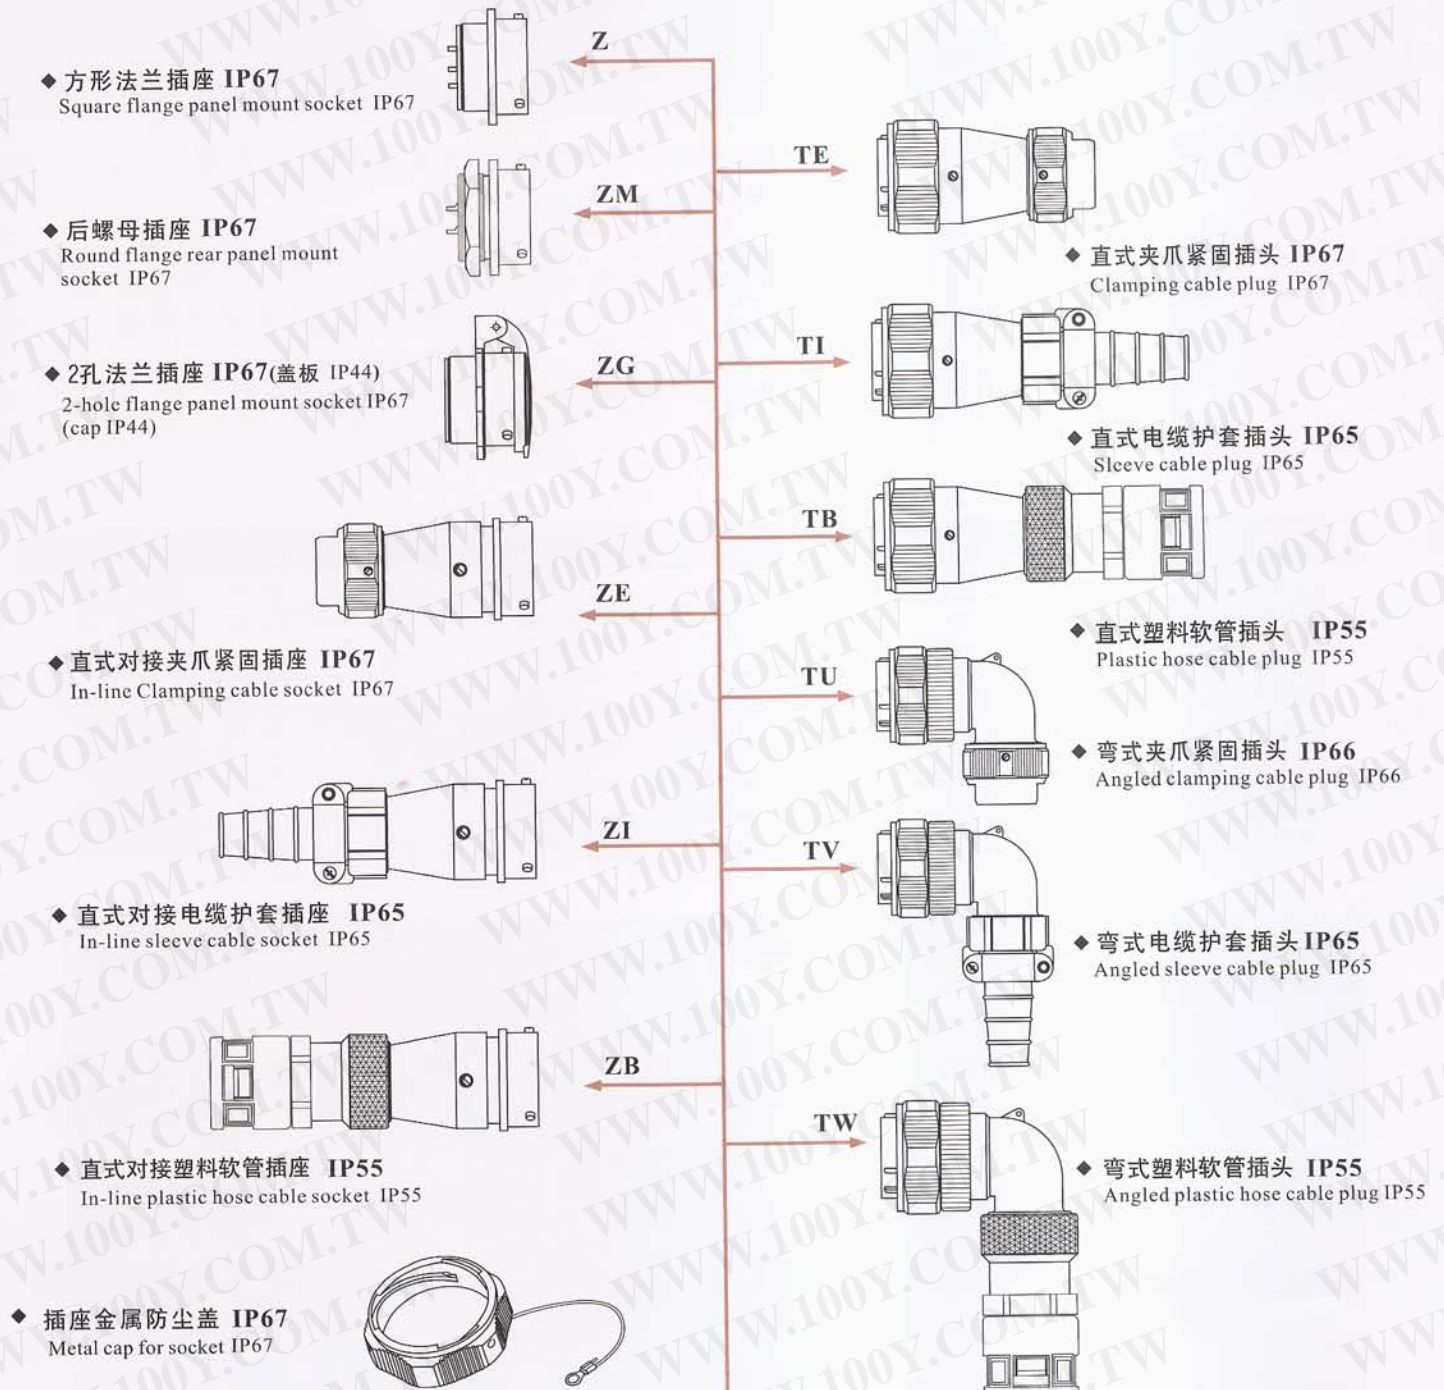 Z
◆ 方形法兰插座 IP67
Square flange panel mount socket IP67
ZM
◆ 后螺母插座 IP67
Round flange rear panel mount
socket IP67
ZG
◆ 2孔法兰插座 IP67(盖板 IP44)
2-hole flange panel mount socket IP67
(cap IP44)
ZE
◆ 直式对接夹爪紧固插座 IP67
In-line Clamping cable socket IP67
ZI
◆ 直式对接电缆护套插座 IP65
In-line sleeve cable socket IP65
ZB
◆ 直式对接塑料软管插座 IP55
In-line plastic hose cable socket IP55
◆ 插座金属防尘盖 IP67
Metal cap for socket IP67
TE
◆ 直式夹爪紧固插头 IP67
Clamping cable plug IP67
TI
◆ 直式电缆护套插头 IP65
Sleeve cable plug IP65
TB
◆ 直式塑料软管插头 IP55
Plastic hose cable plug IP55
TU
◆ 弯式夹爪紧固插头 IP66
Angled clamping cable plug IP66
TV
◆ 弯式电缆护套插头 IP65
Angled sleeve cable plug IP65
TW
◆ 弯式塑料软管插头 IP55
Angled plastic hose cable plug IP55
WWW.100Y.COM.TW